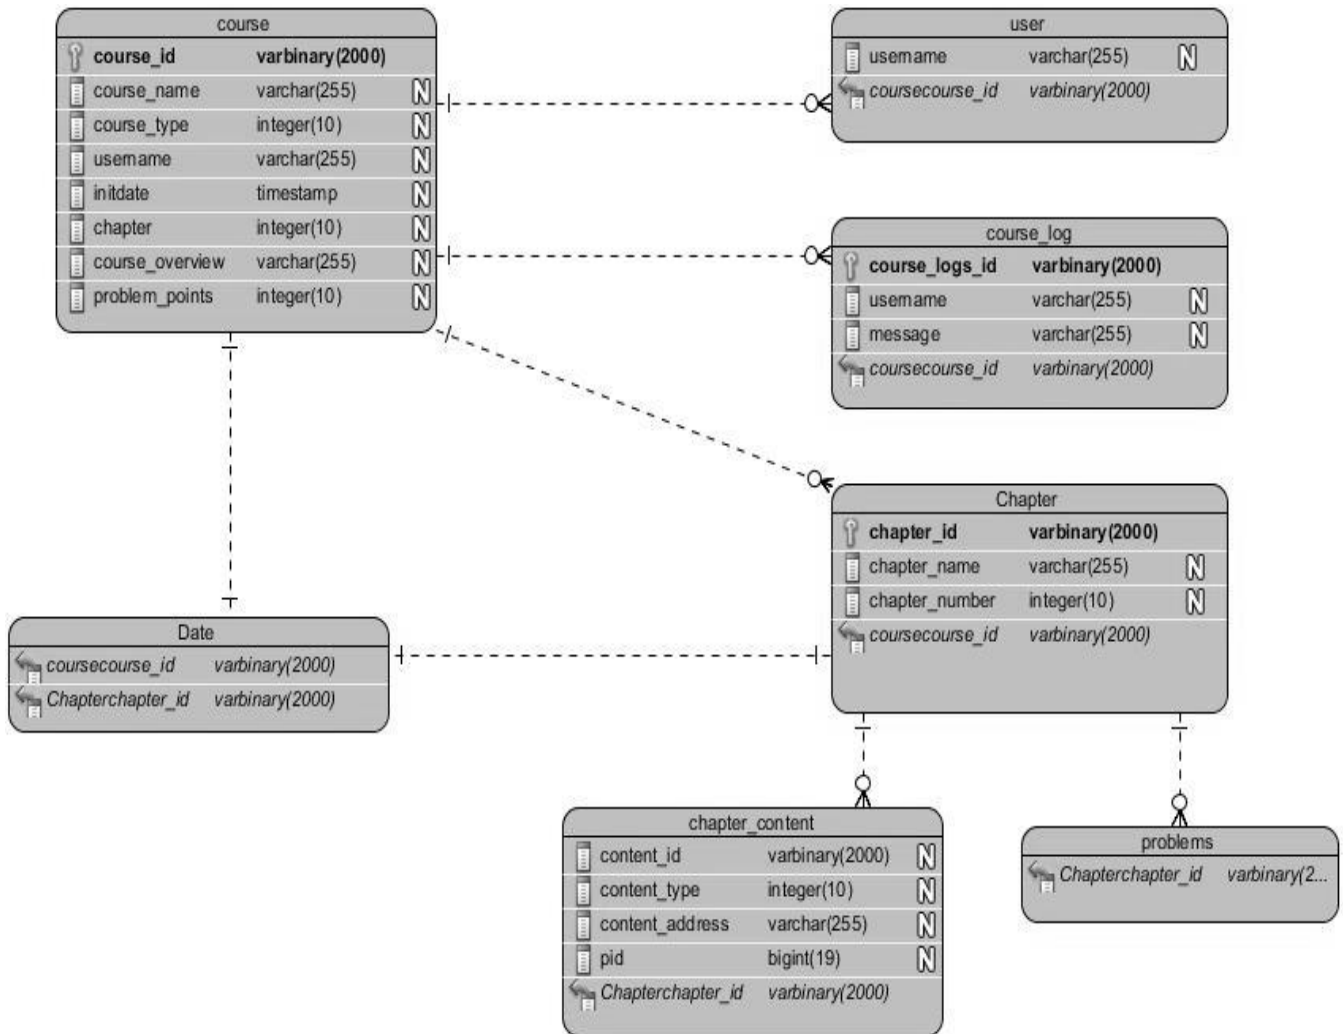 course
course_id varbinary(2000)
course_name varchar(255) N
course_type integer(10) N
username varchar(255) N
initdate timestamp N
chapter integer(10) N
course_overview varchar(255) N
problem_points integer(10) N
user
username varchar(255) N
coursecourse_id varbinary(2000)
course_log
course_logs_id varbinary(2000)
username varchar(255) N
message varchar(255) N
coursecourse_id varbinary(2000)
Chapter
chapter_id varbinary(2000)
chapter_name varchar(255) N
chapter_number integer(10) N
coursecourse_id varbinary(2000)
Date
coursecourse_id varbinary(2000)
Chapterchapter_id varbinary(2000)
chapter_content
content_id varbinary(2000) N
content_type integer(10) N
content_address varchar(255) N
pid bigint(19) N
Chapterchapter_id varbinary(2000)
problems
Chapterchapter_id varbinary(2...